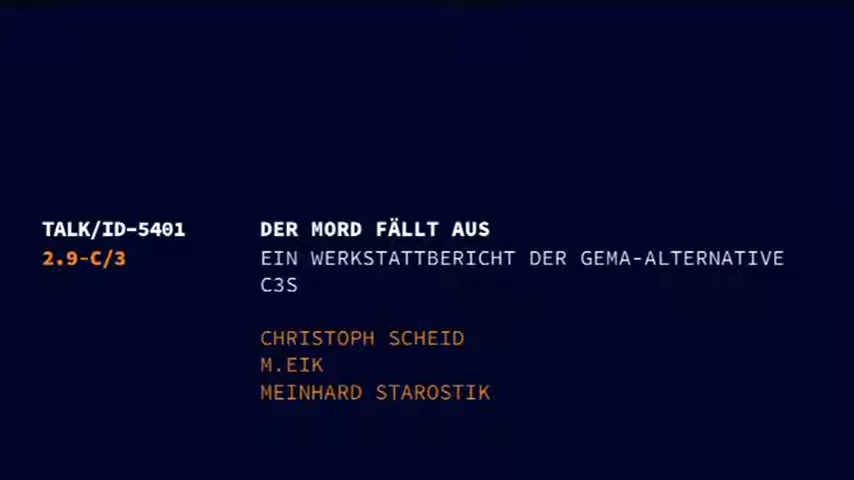 TALK/ID-5401
2.9-C/3
DER MORD FÄLLT AUS
EIN WERKSTATTBERICHT DER GEMA-ALTERNATIVE
C3S
CHRISTOPH SCHEID
M.EIK
MEINHARD STAROSTIK